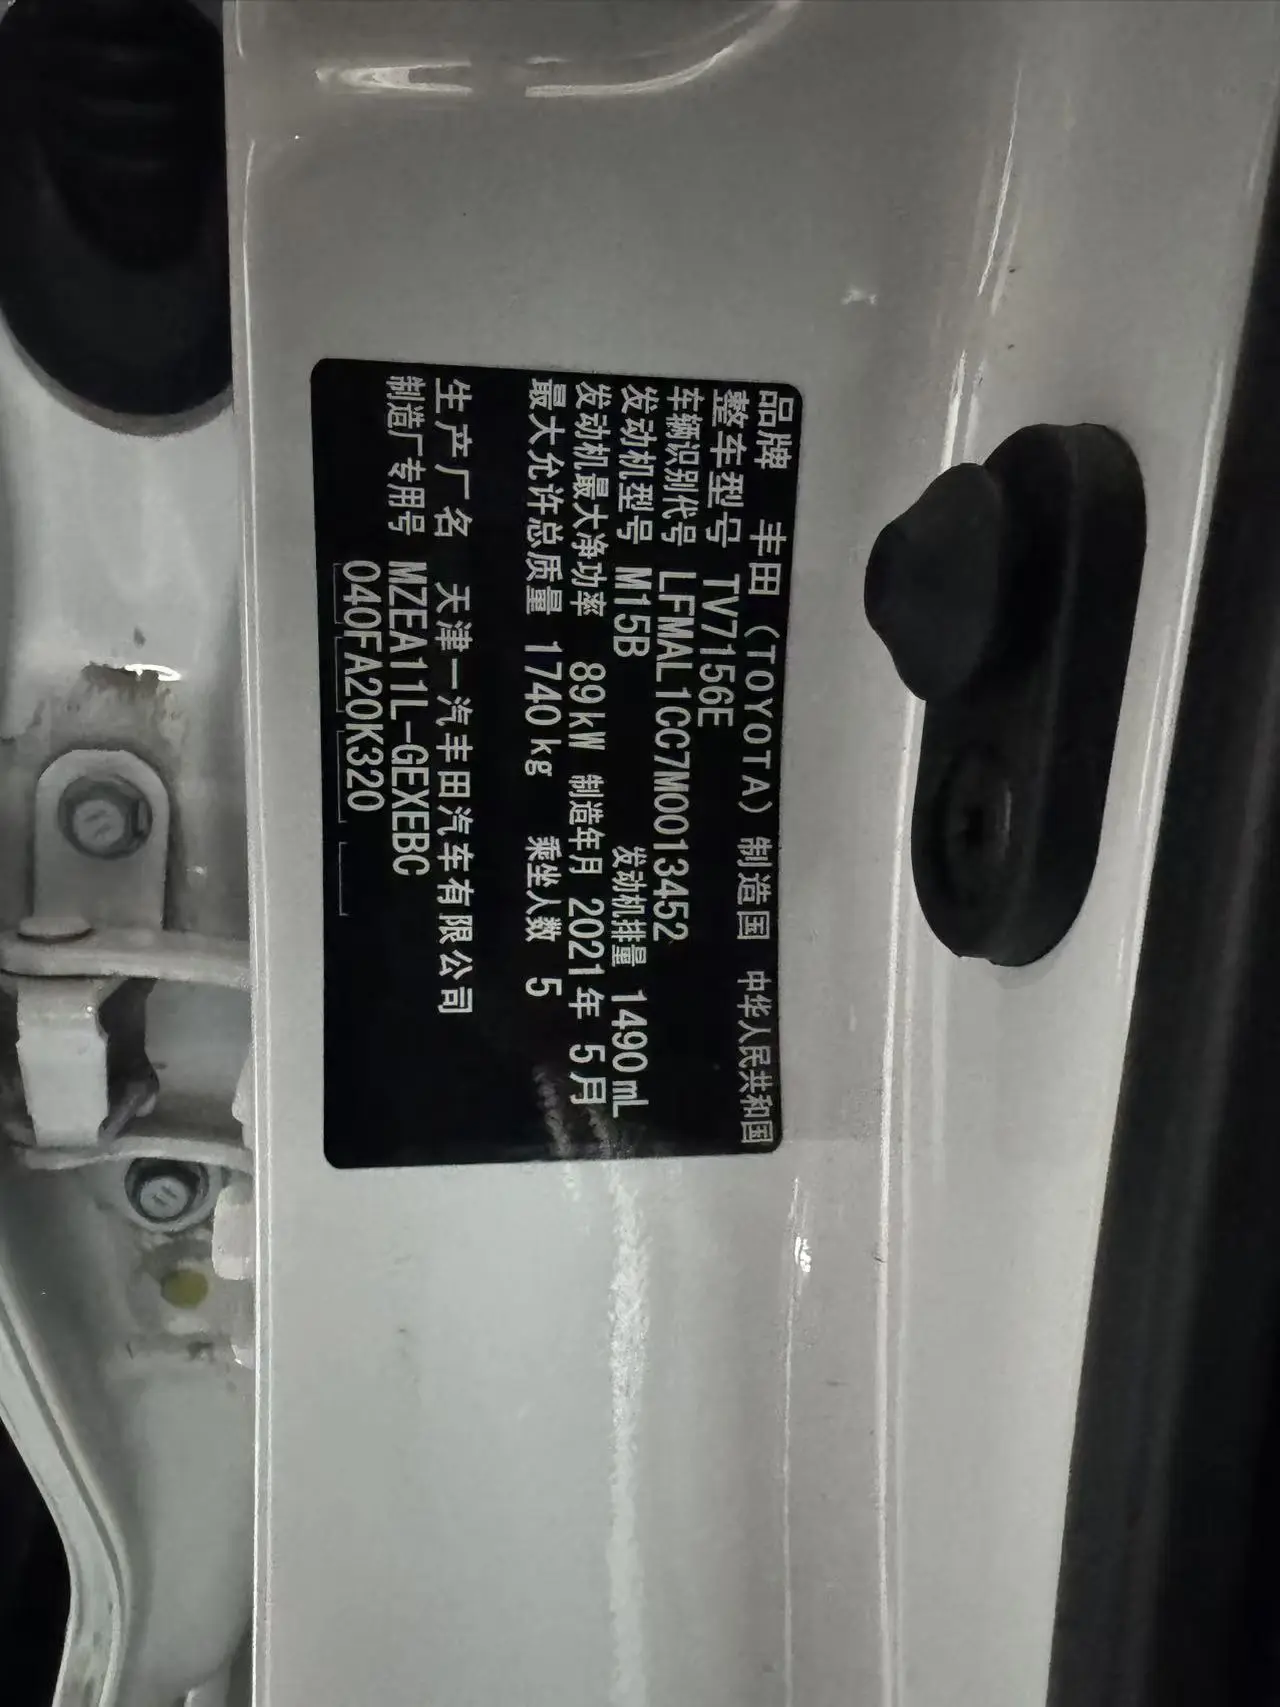 品牌 丰田（TOYOTA） 制造国 中华人民共和国
整车型号 TV7156E
车辆识别代号 LFMAL1CC7M0013452
发动机型号 M15B 发动机排量 1490mL
发动机最大净功率 89kW 制造年月 2021年 5月
最大允许总质量 1740kg 乘坐人数 5
生产厂名 天津一汽丰田汽车有限公司
制造厂专用号 MZEA11L-GEXEBC
040FA20K320